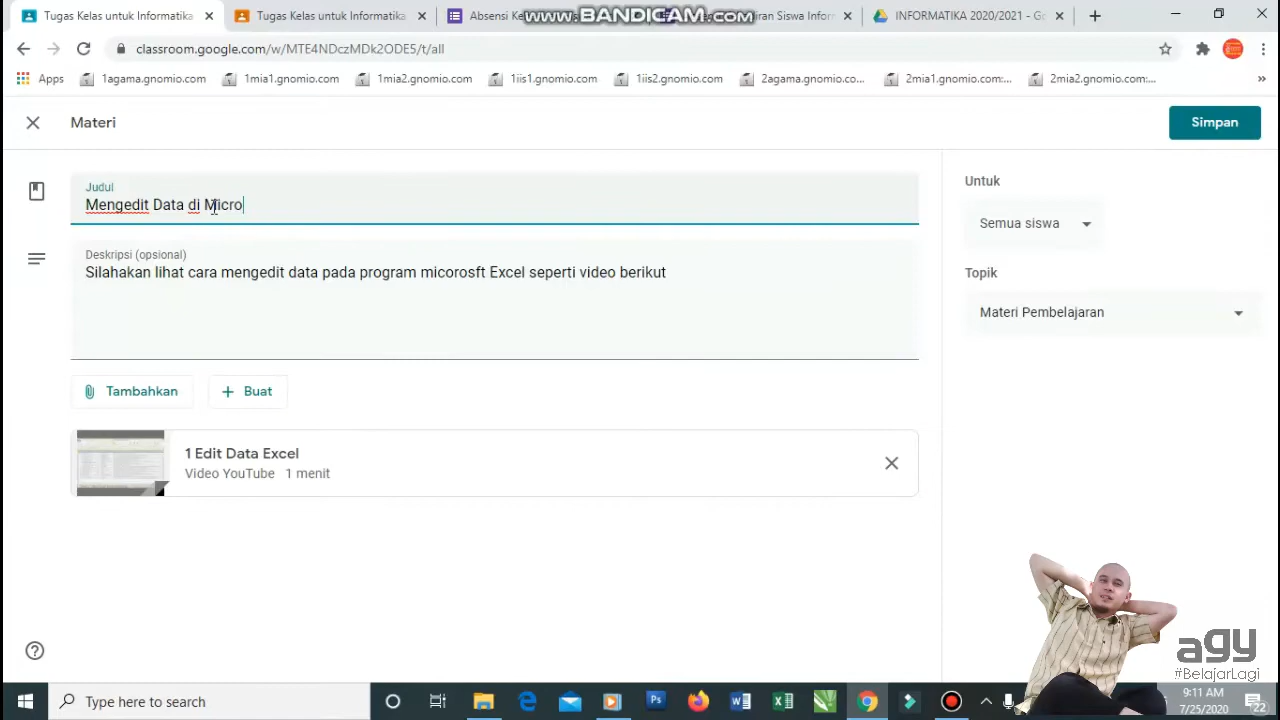 Tugas Kelas untuk Informatika
Tugas Kelas untuk Informatika
Absensi Ke
iran Siswa Infor
INFORMATIKA 2020/2021 - Go
www.BANDICAM.com
classroom.google.com/w/MTE4NDczMDk2ODE5/t/all
Apps
1agama.gnomio.com
1mia1.gnomio.com
1mia2.gnomio.com
1iis1.gnomio.com
1iis2.gnomio.com
2agama.gnomio.co...
2mia1.gnomio.com:...
2mia2.gnomio.com:...
Materi
Simpan
Judul
Mengedit Data di Micro
Deskripsi (opsional)
Silahakan lihat cara mengedit data pada program micorosft Excel seperti video berikut
Tambahkan
Buat
1 Edit Data Excel
Video YouTube 1 menit
Untuk
Semua siswa
Topik
Materi Pembelajaran
agy
#BelajarLagi
Type here to search
9:11 AM
7/25/2020
22